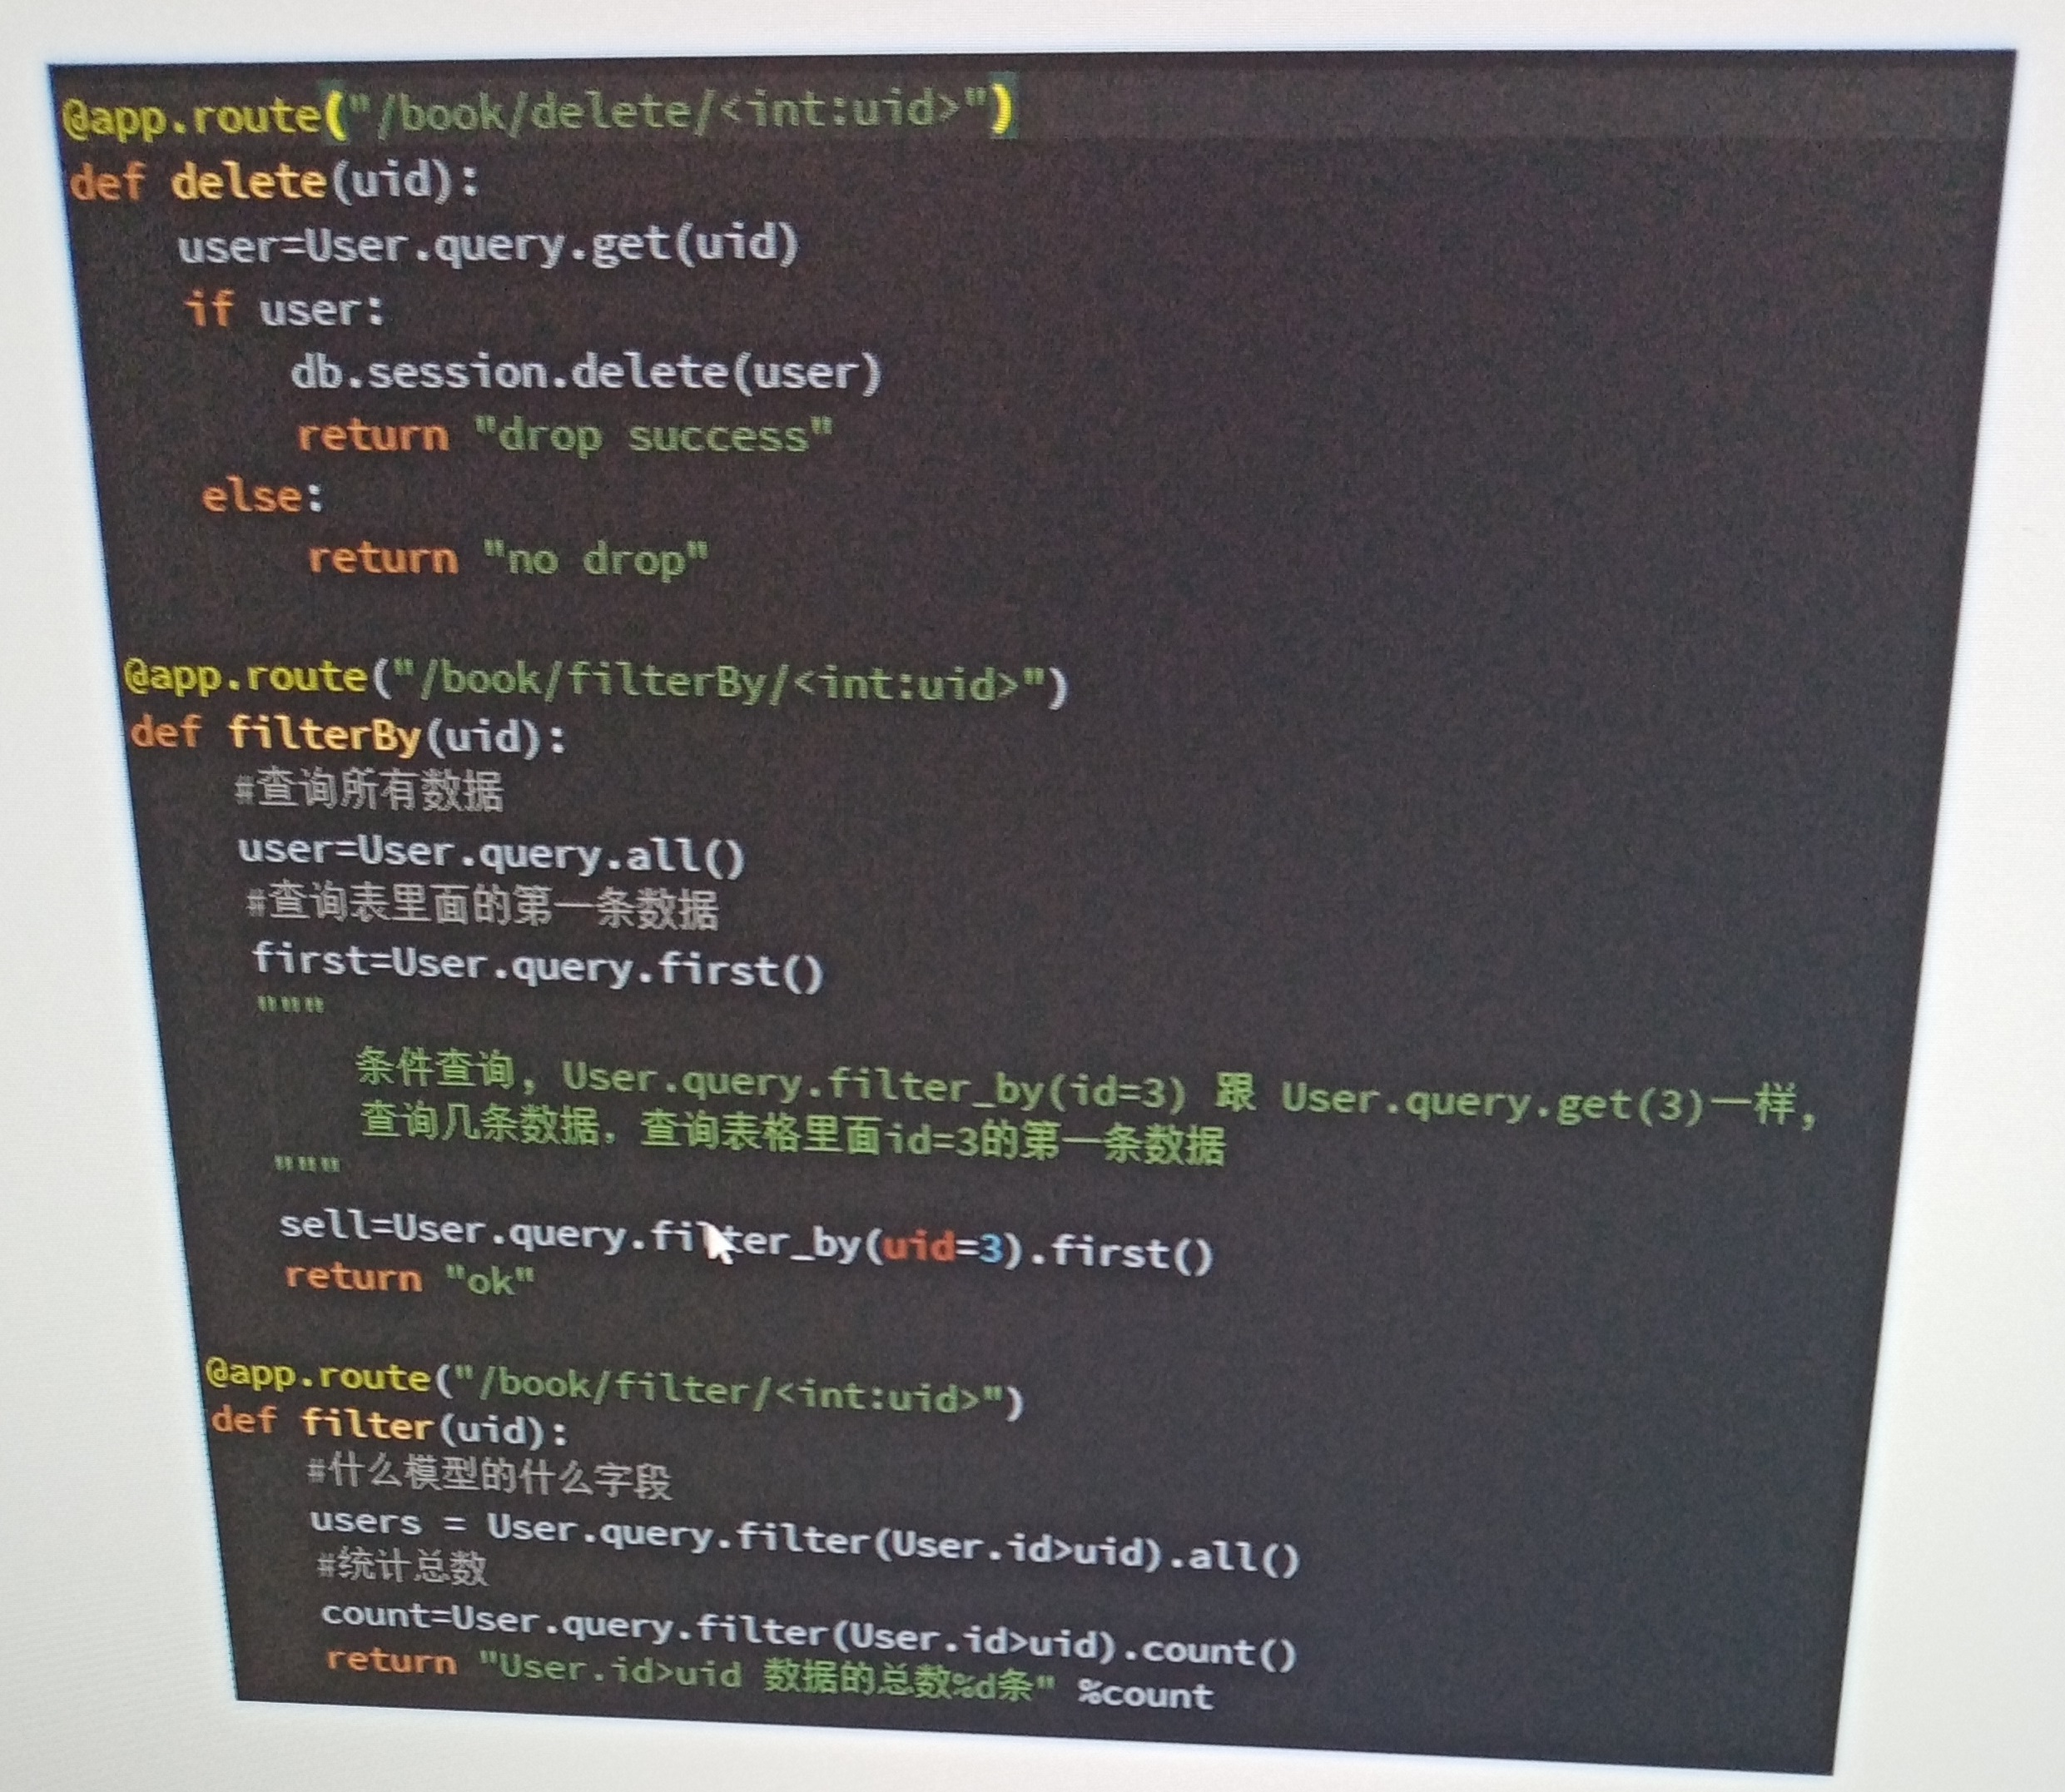 @app.route("/book/delete/<int:uid>")
def delete(uid):
    user=User.query.get(uid)
    if user:
        db.session.delete(user)
        return "drop success"
    else:
        return "no drop"
@app.route("/book/filterBy/<int:uid>")
def filterBy(uid):
    #查询所有数据
    user=User.query.all()
    #查询表里面的第一条数据
    first=User.query.first()
    """
        条件查询，User.query.filter_by(id=3) 跟 User.query.get(3)一样，
        查询几条数据，查询表格里面id=3的第一条数据
    """
    sell=User.query.filter_by(uid=3).first()
    return "ok"
@app.route("/book/filter/<int:uid>")
def filter(uid):
    #什么模型的什么字段
    users = User.query.filter(User.id>uid).all()
    #统计总数
    count=User.query.filter(User.id>uid).count()
    return "User.id>uid 数据的总数%d条" %count